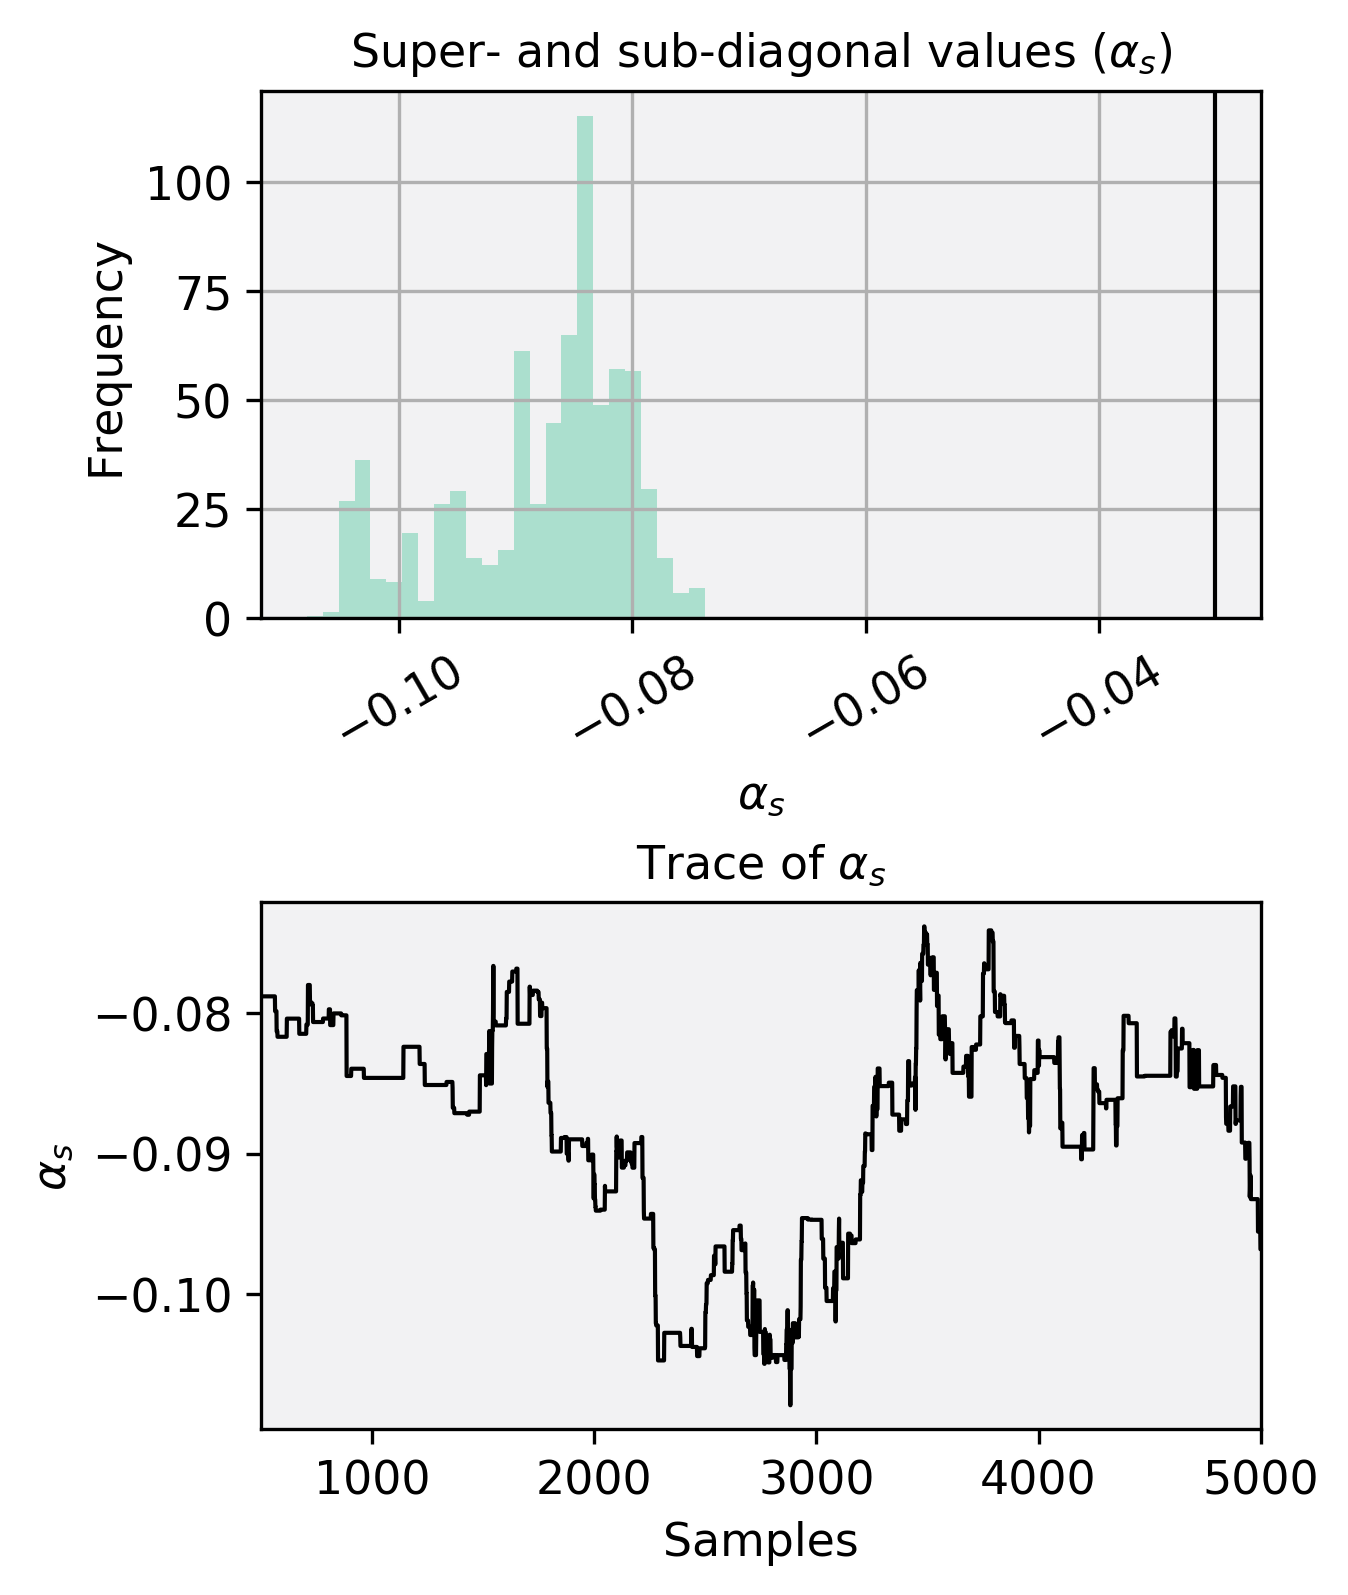 Super- and sub-diagonal values (αₛ)
100
75
50
25
0
Frequency
−0.10
−0.08
−0.06
−0.04
αₛ
Trace of αₛ
−0.08
−0.09
−0.10
αₛ
1000
2000
3000
4000
5000
Samples